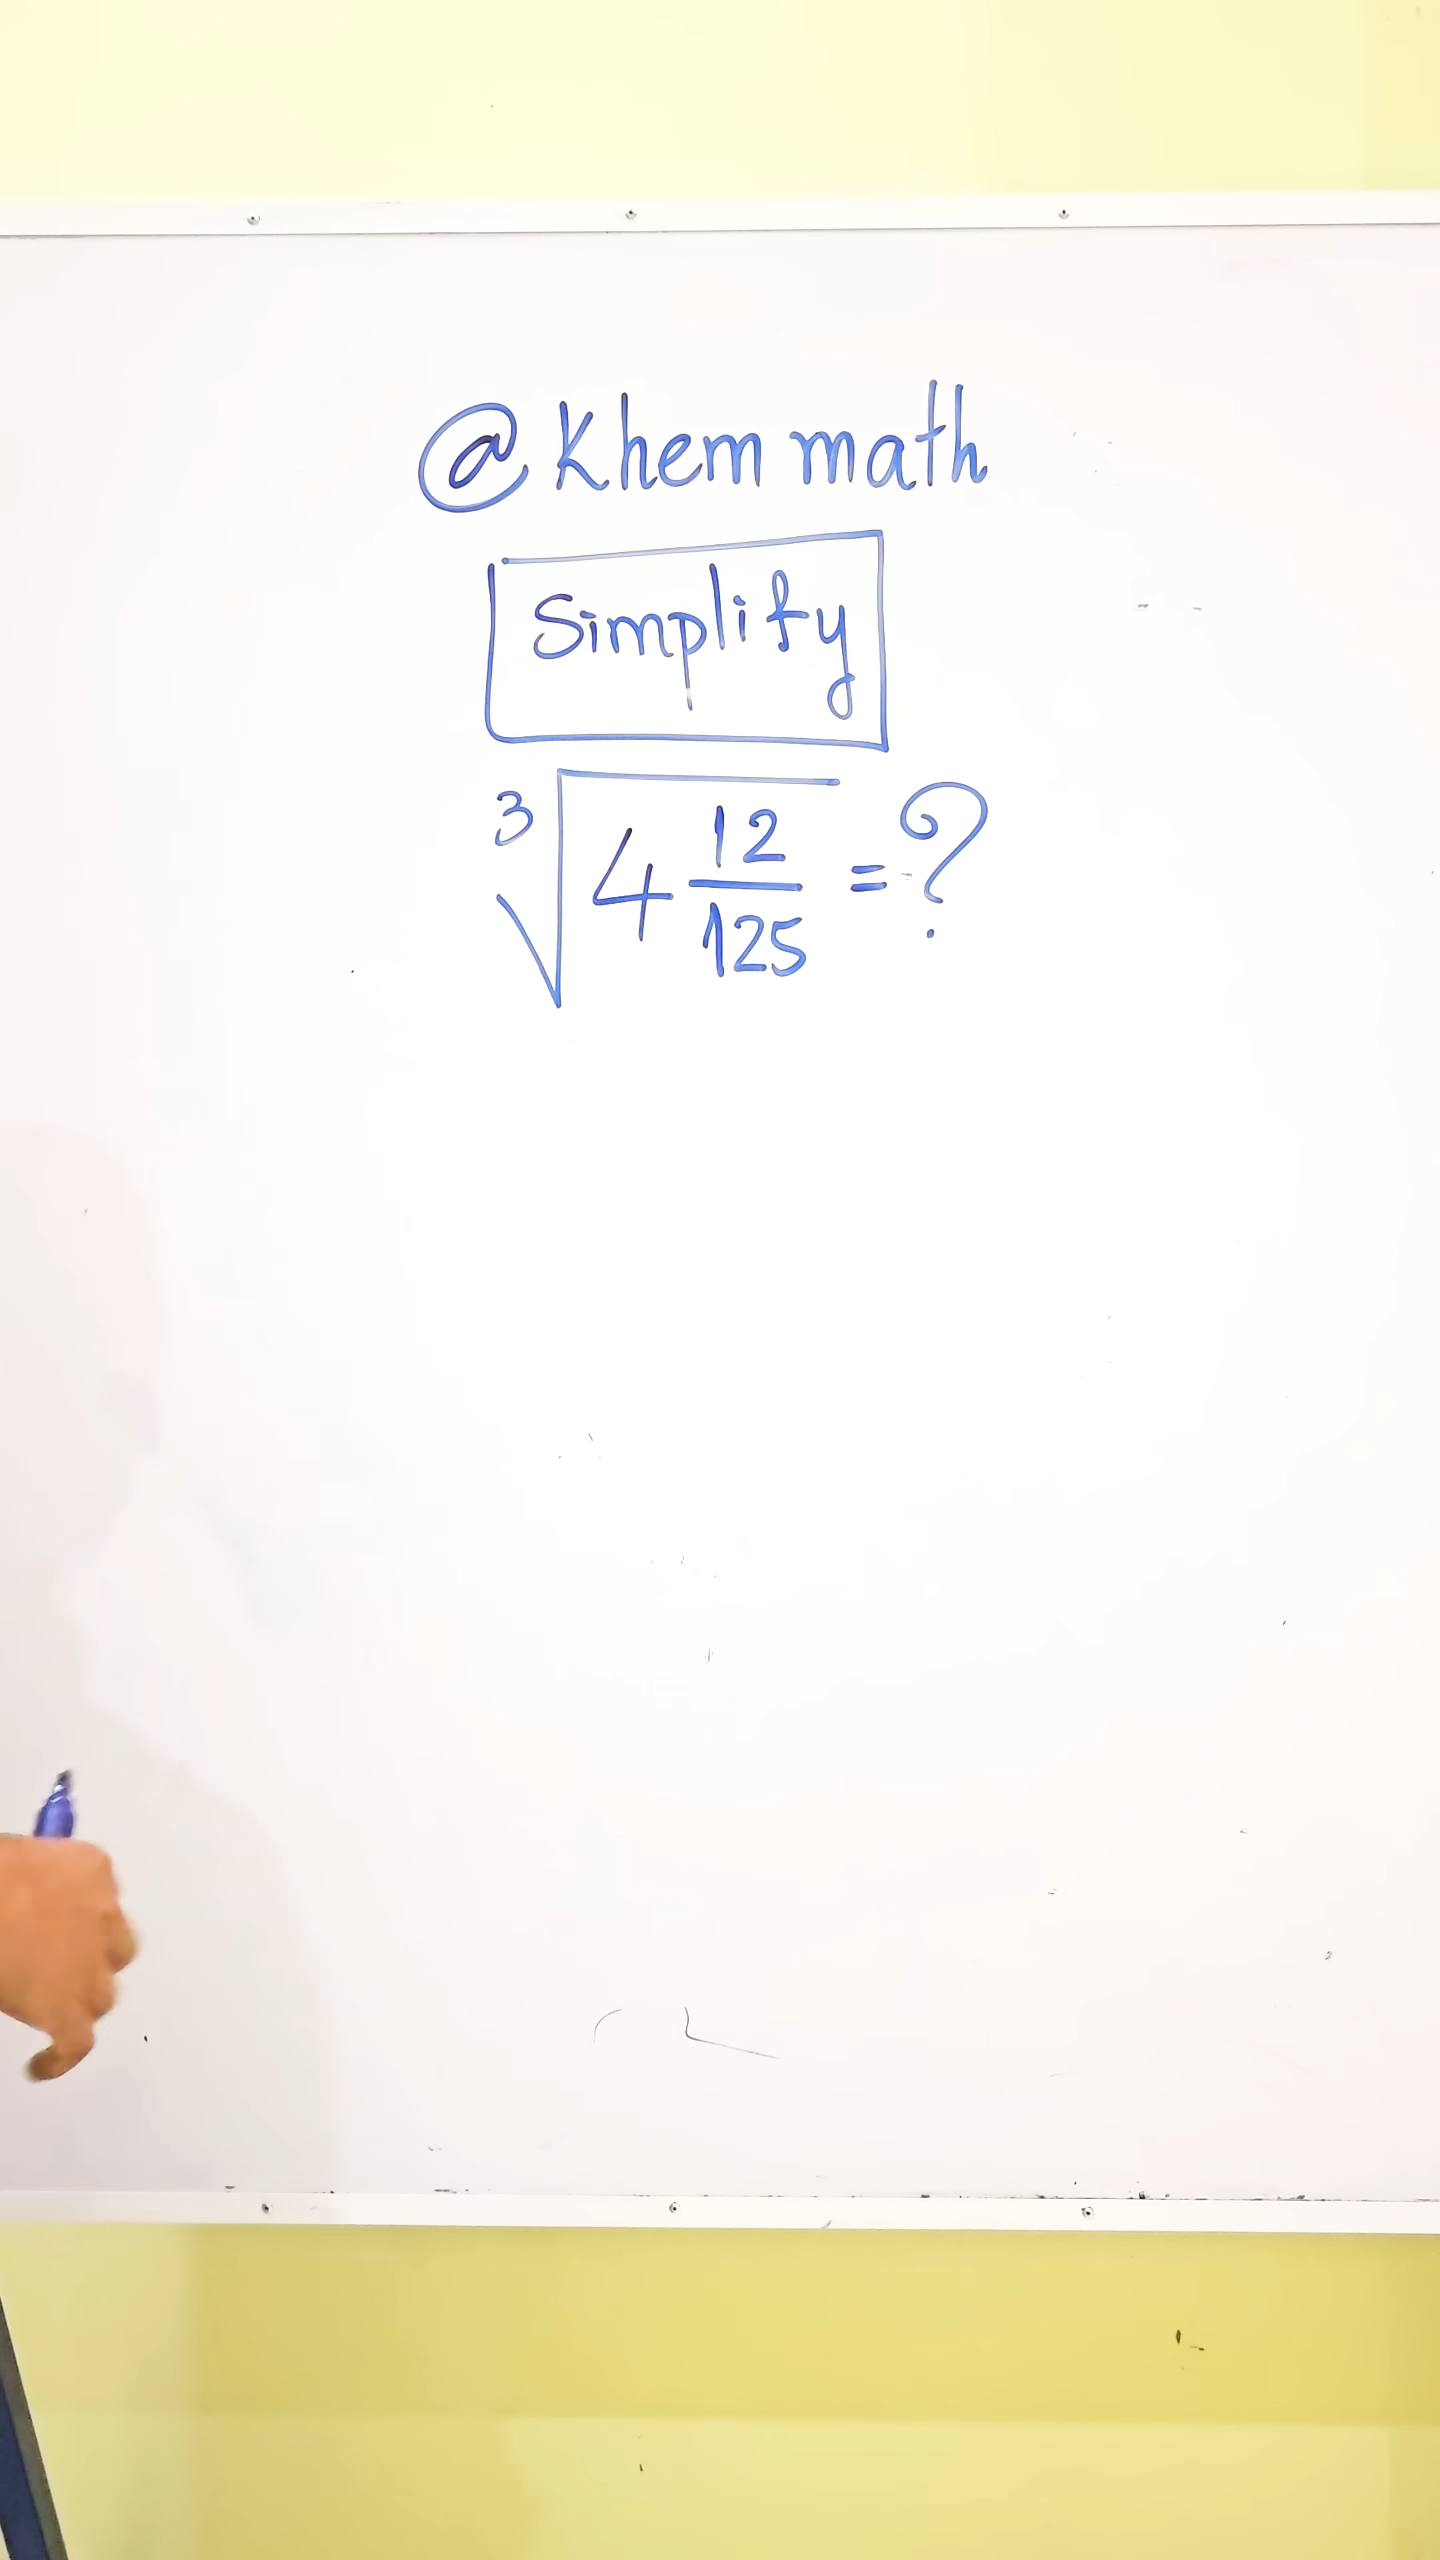 @ Khem math
Simplify
∛(4 12/125) = ?